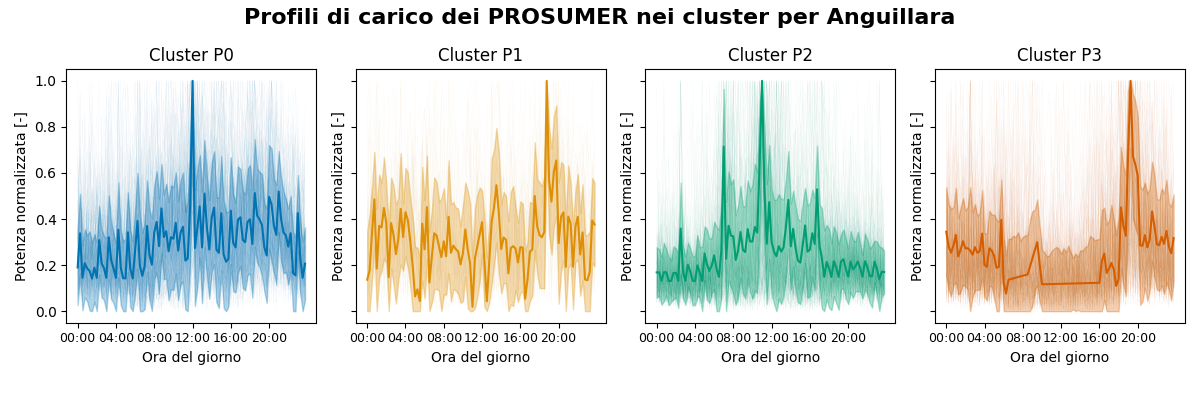 Profili di carico dei PROSUMER nei cluster per Anguillara
Cluster P0
Cluster P1
Cluster P2
Cluster P3
Potenza normalizzata [-]
1.0
0.8
0.6
0.4
0.2
0.0
00:00 04:00 08:00 12:00 16:00 20:00
Ora del giorno
Potenza normalizzata [-]
00:00 04:00 08:00 12:00 16:00 20:00
Ora del giorno
Potenza normalizzata [-]
00:00 04:00 08:00 12:00 16:00 20:00
Ora del giorno
Potenza normalizzata [-]
00:00 04:00 08:00 12:00 16:00 20:00
Ora del giorno